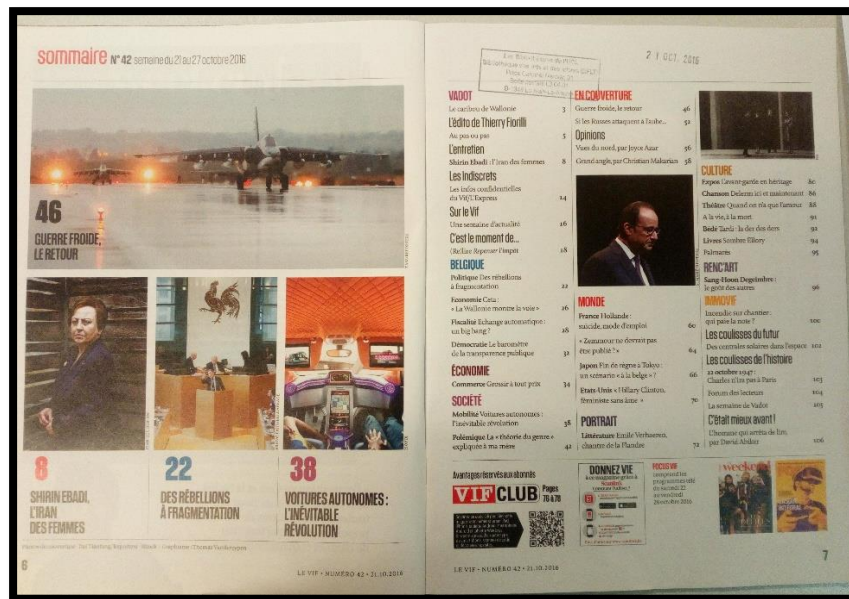 sommaire N° 42 semaine du 21 au 27 octobre 2016
46
GUERRE FROIDE,
LE RETOUR
8
SHIRIN EBADI,
L'IRAN
DES FEMMES
22
DES RÉBELLIONS
À FRAGMENTATION
38
VOITURES AUTONOMES :
L'INÉVITABLE
RÉVOLUTION
6
LE VIF • NUMÉRO 42 • 21.10.2016
21 OCT. 2016
VADOT
Le caribou de Wallonie 3
L'édito de Thierry Fiorilli
Au pas ou pas 5
L'entretien
Shirin Ebadi : l'Iran des femmes 8
Les Indiscrets
Les infos confidentielles
du Vif/L'Express 14
Sur le Vif
Une semaine d'actualité 16
C'est le moment de...
(Re)lire Repenser l'impôt 18
BELGIQUE
Politique Des rébellions
à fragmentation 22
Economie Ceta :
« La Wallonie montre la voie » 26
Fiscalité Echange automatique :
un big bang ? 28
Démocratie Le baromètre
de la transparence publique 32
ÉCONOMIE
Commerce Grossir à tout prix 34
SOCIÉTÉ
Mobilité Voitures autonomes :
l'inévitable révolution 38
Polémique La « théorie du genre »
expliquée à ma mère 42
Avantages réservés aux abonnés
VIF CLUB Pages
76 à 78
EN COUVERTURE
Guerre froide, le retour 46
Si les Russes attaquent à l'aube... 52
Opinions
Vues du nord, par Joyce Azar 56
Grand angle, par Christian Makarian 58
MONDE
France Hollande :
suicide, mode d'emploi 60
« Zemmour ne devrait pas
être publié ! » 64
Japon Fin de règne à Tokyo :
un scénario « à la belge » ? 66
Etats-Unis « Hillary Clinton,
féministe sans âme » 70
PORTRAIT
Littérature Emile Verhaeren,
chantre de la Flandre 72
DONNEZ VIE
FOCUS VIF
CULTURE
Expos L'avant-garde en héritage 80
Chanson Delerm ici et maintenant 86
Théâtre Quand on n'a que l'amour 88
A la vie, à la mort 91
Bédé Tardi : la der des ders 92
Livres Sombre Ellory 94
Palmarès 95
RENC'ART
Sang-Hoon Degeimbre :
le goût des autres 96
IMMOVIF
Incendie sur chantier :
qui paie la note ? 100
Les coulisses du futur
Des centrales solaires dans l'espace 102
Les coulisses de l'histoire
12 octobre 1947 :
Charles n'ira pas à Paris 103
Forum des lecteurs 104
La semaine de Vadot 105
C'était mieux avant !
L'homme qui arrêta de lire,
par David Abiker 106
weekend
LE VIF • NUMÉRO 42 • 21.10.2016
7